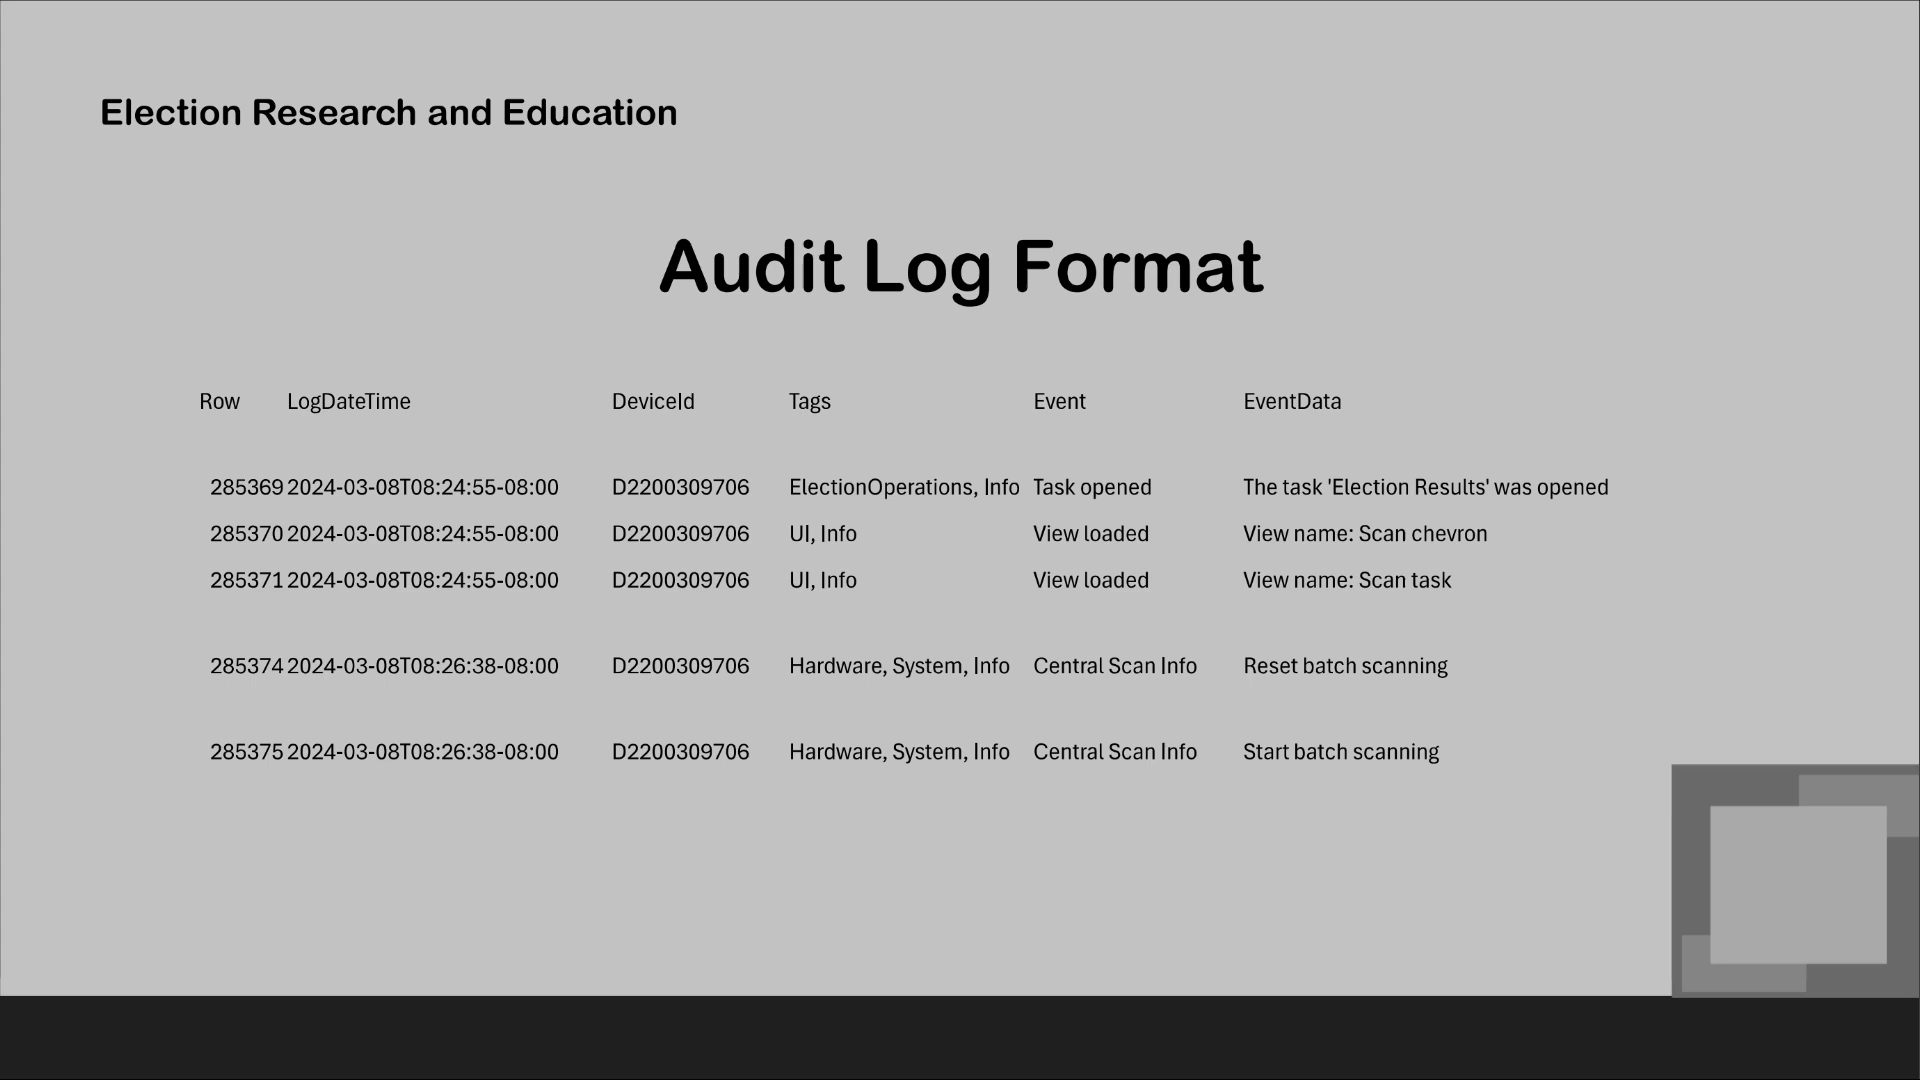 Election Research and Education
Audit Log Format
Row LogDateTime DeviceId Tags Event EventData
285369 2024-03-08T08:24:55-08:00 D2200309706 ElectionOperations, Info Task opened The task 'Election Results' was opened
285370 2024-03-08T08:24:55-08:00 D2200309706 UI, Info View loaded View name: Scan chevron
285371 2024-03-08T08:24:55-08:00 D2200309706 UI, Info View loaded View name: Scan task
285374 2024-03-08T08:26:38-08:00 D2200309706 Hardware, System, Info Central Scan Info Reset batch scanning
285375 2024-03-08T08:26:38-08:00 D2200309706 Hardware, System, Info Central Scan Info Start batch scanning